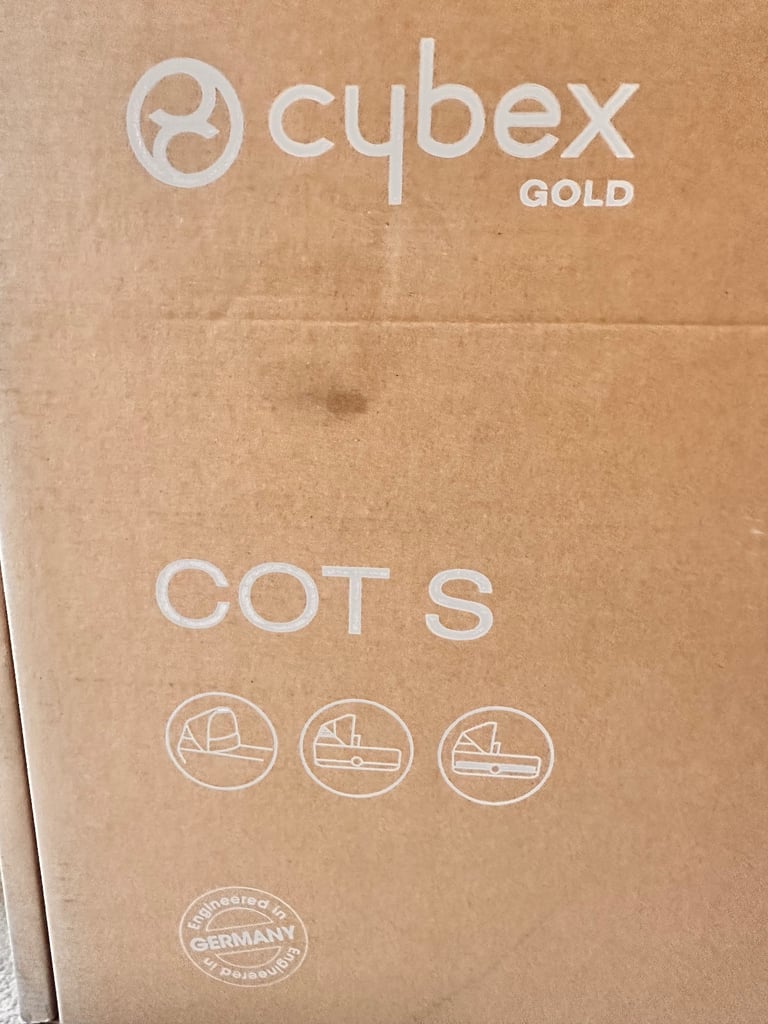 cybex
GOLD
COT S
Engineered in
GERMANY
Engineered in